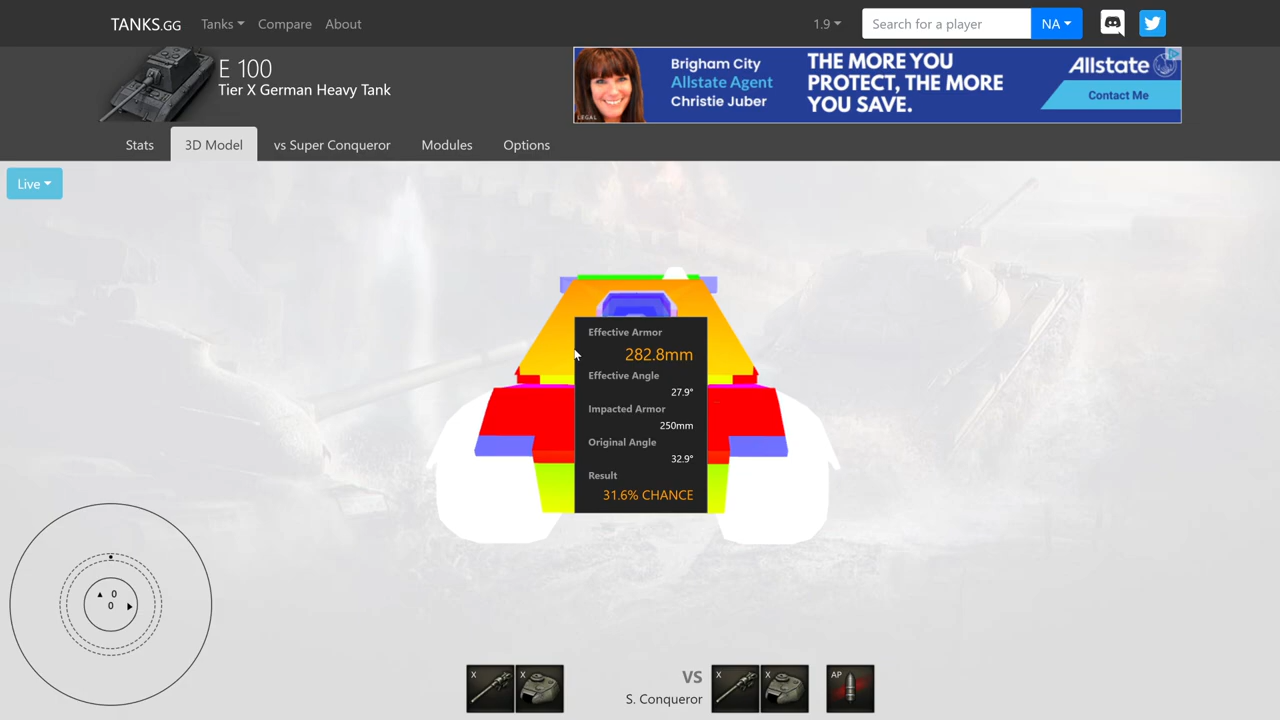 TANKS.GG
Tanks
Compare
About
1.9
Search for a player
NA
E 100
Tier X German Heavy Tank
LEGAL
Brigham City
Allstate Agent
Christie Juber
THE MORE YOU
PROTECT, THE MORE
YOU SAVE.
Allstate
Contact Me
Stats
3D Model
vs Super Conqueror
Modules
Options
Live
Effective Armor
282.8mm
Effective Angle
27.9°
Impacted Armor
250mm
Original Angle
32.9°
Result
31.6% CHANCE
0
0
X
X
VS
S. Conqueror
X
X
AP